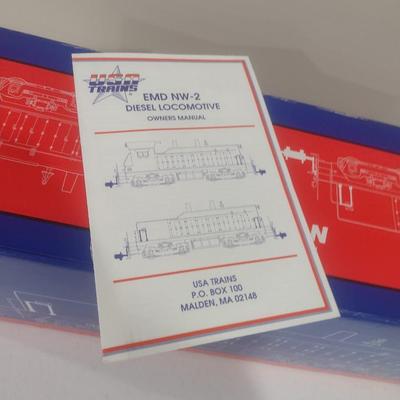 USA
TRAINS
EMD NW-2
DIESEL LOCOMOTIVE
OWNERS MANUAL
USA TRAINS
P.O. BOX 100
MALDEN, MA 02148
W